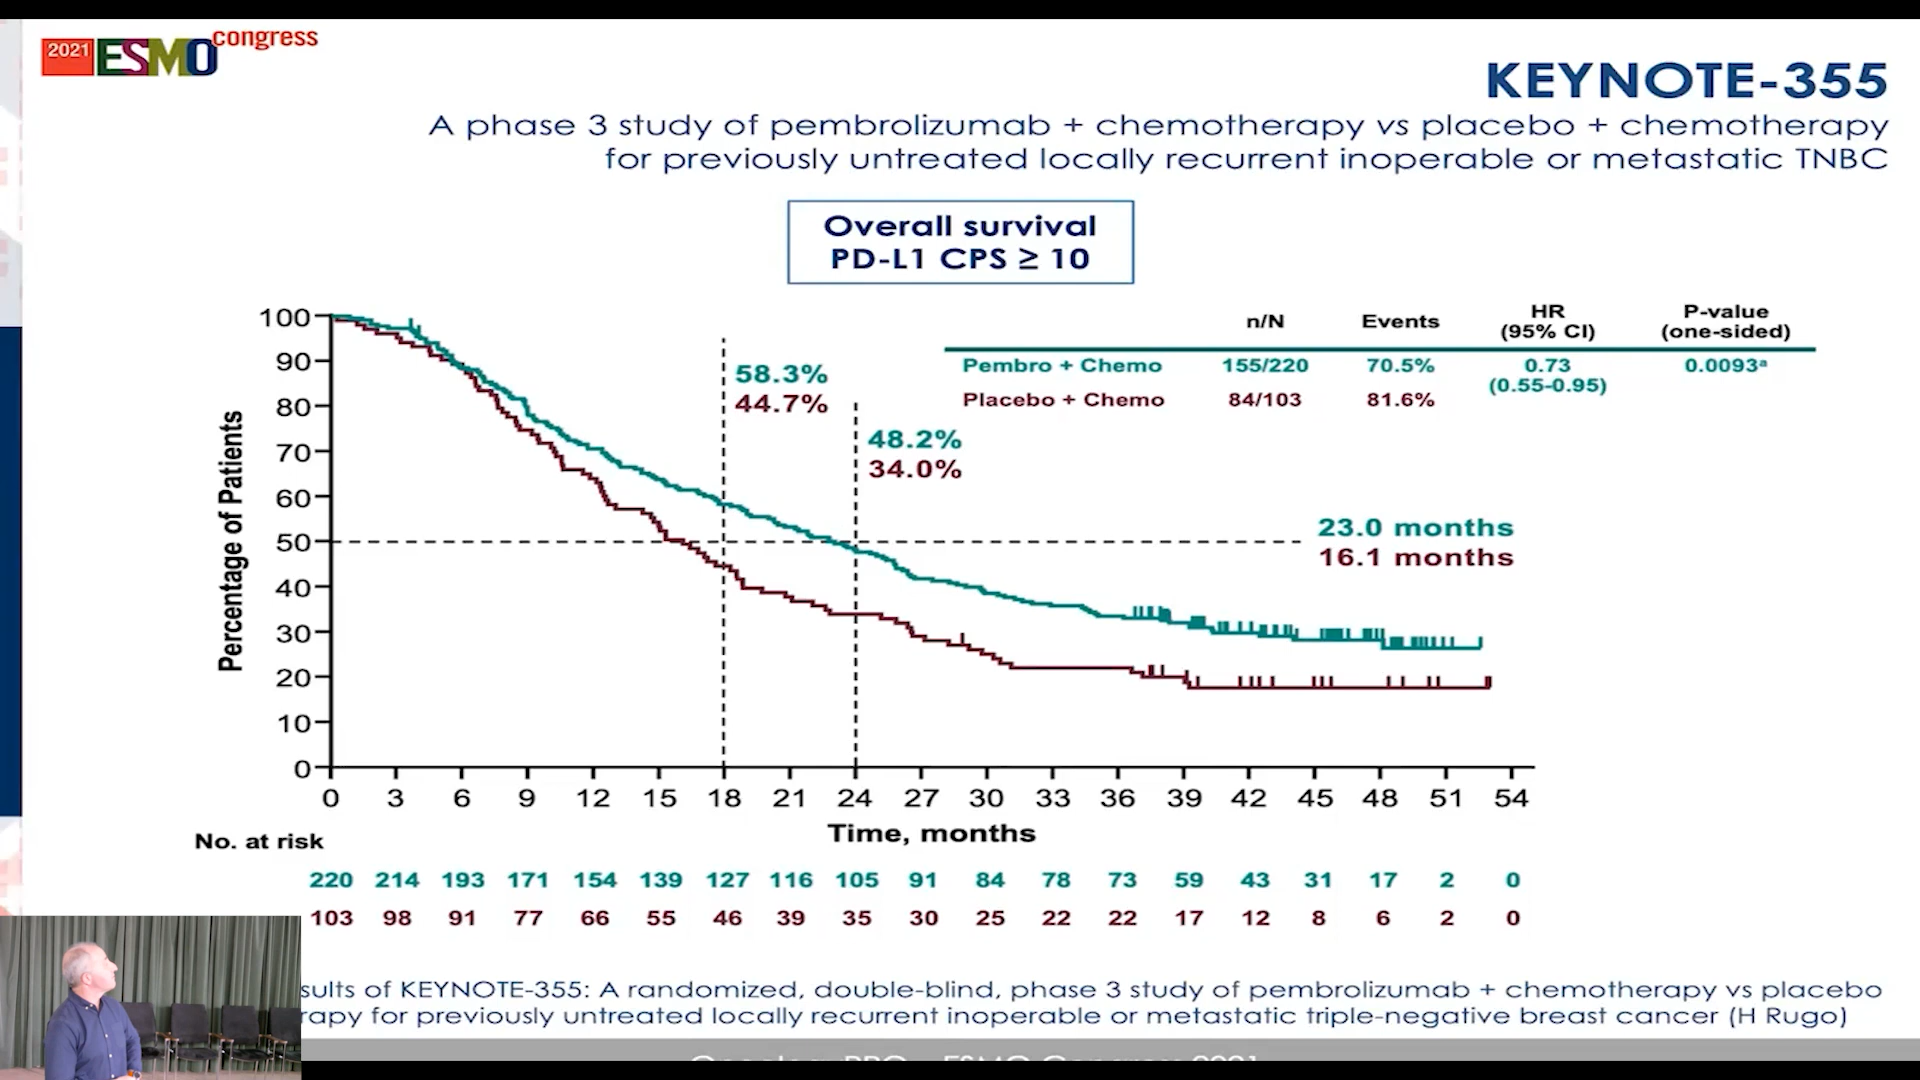 2021 ESMO congress
KEYNOTE-355
A phase 3 study of pembrolizumab + chemotherapy vs placebo + chemotherapy
for previously untreated locally recurrent inoperable or metastatic TNBC
Overall survival
PD-L1 CPS ≥ 10
n/N Events HR (95% CI) P-value (one-sided)
Pembro + Chemo 155/220 70.5% 0.73 (0.55-0.95) 0.0093ᵃ
Placebo + Chemo 84/103 81.6%
58.3%
44.7%
48.2%
34.0%
23.0 months
16.1 months
Percentage of Patients
100
90
80
70
60
50
40
30
20
10
0
0 3 6 9 12 15 18 21 24 27 30 33 36 39 42 45 48 51 54
Time, months
No. at risk
220 214 193 171 154 139 127 116 105 91 84 78 73 59 43 31 17 2 0
103 98 91 77 66 55 46 39 35 30 25 22 22 17 12 8 6 2 0
sults of KEYNOTE-355: A randomized, double-blind, phase 3 study of pembrolizumab + chemotherapy vs placebo
rapy for previously untreated locally recurrent inoperable or metastatic triple-negative breast cancer (H Rugo)